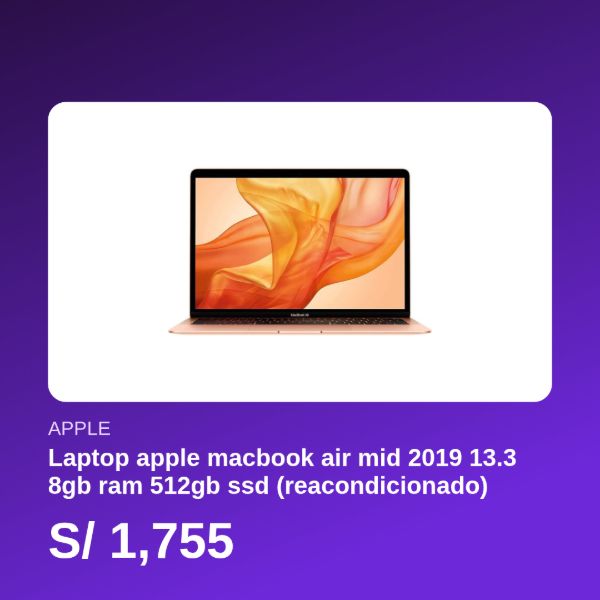 APPLE
Laptop apple macbook air mid 2019 13.3
8gb ram 512gb ssd (reacondicionado)
S/ 1,755